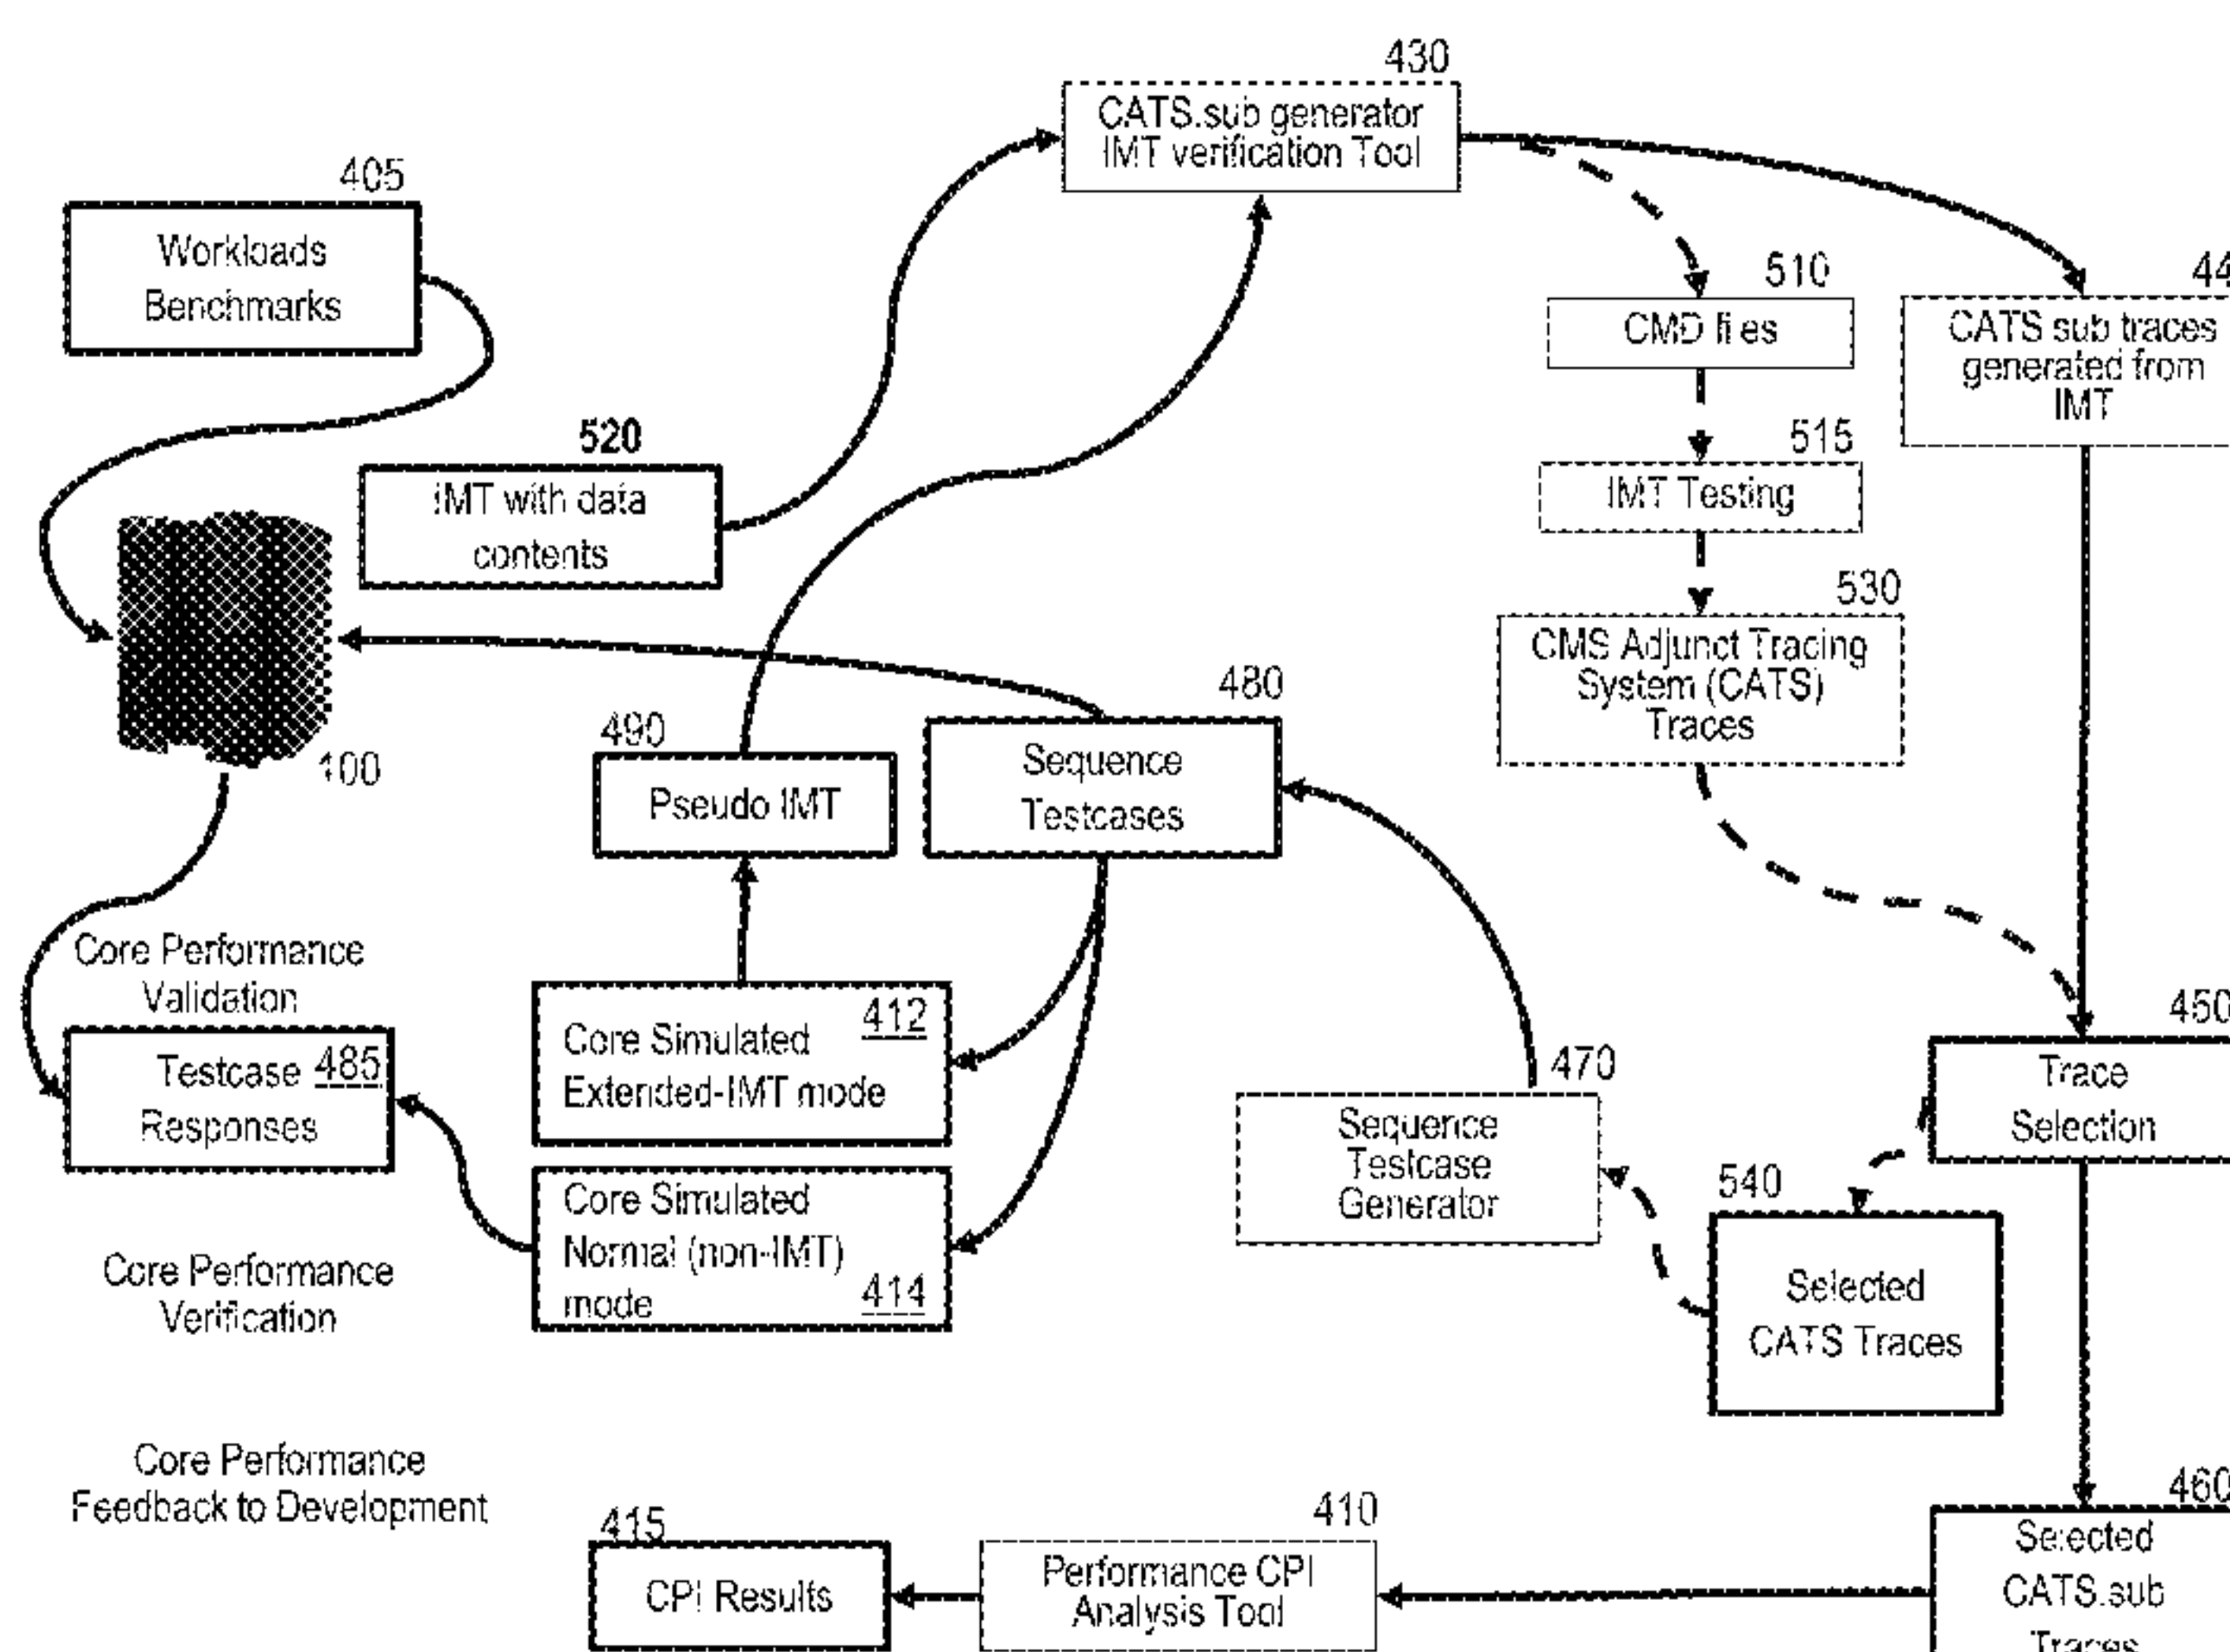 430
CATS.sub generator
IMT verification Tool
405
Workloads
Benchmarks
510
CMD files
44
CATS sub traces
generated from
IMT
520
IMT with data
contents
515
IMT Testing
530
CMS Adjunct Tracing
System (CATS)
Traces
100
490
Pseudo IMT
480
Sequence
Testcases
Core Performance
Validation
Testcase 485
Responses
412
Core Simulated
Extended-IMT mode
Core Simulated
Normal (non-IMT)
mode 414
470
Sequence
Testcase
Generator
450
Trace
Selection
540
Selected
CATS Traces
Core Performance
Verification
Core Performance
Feedback to Development
415
CPI Results
410
Performance CPI
Analysis Tool
460
Selected
CATS.sub
Traces